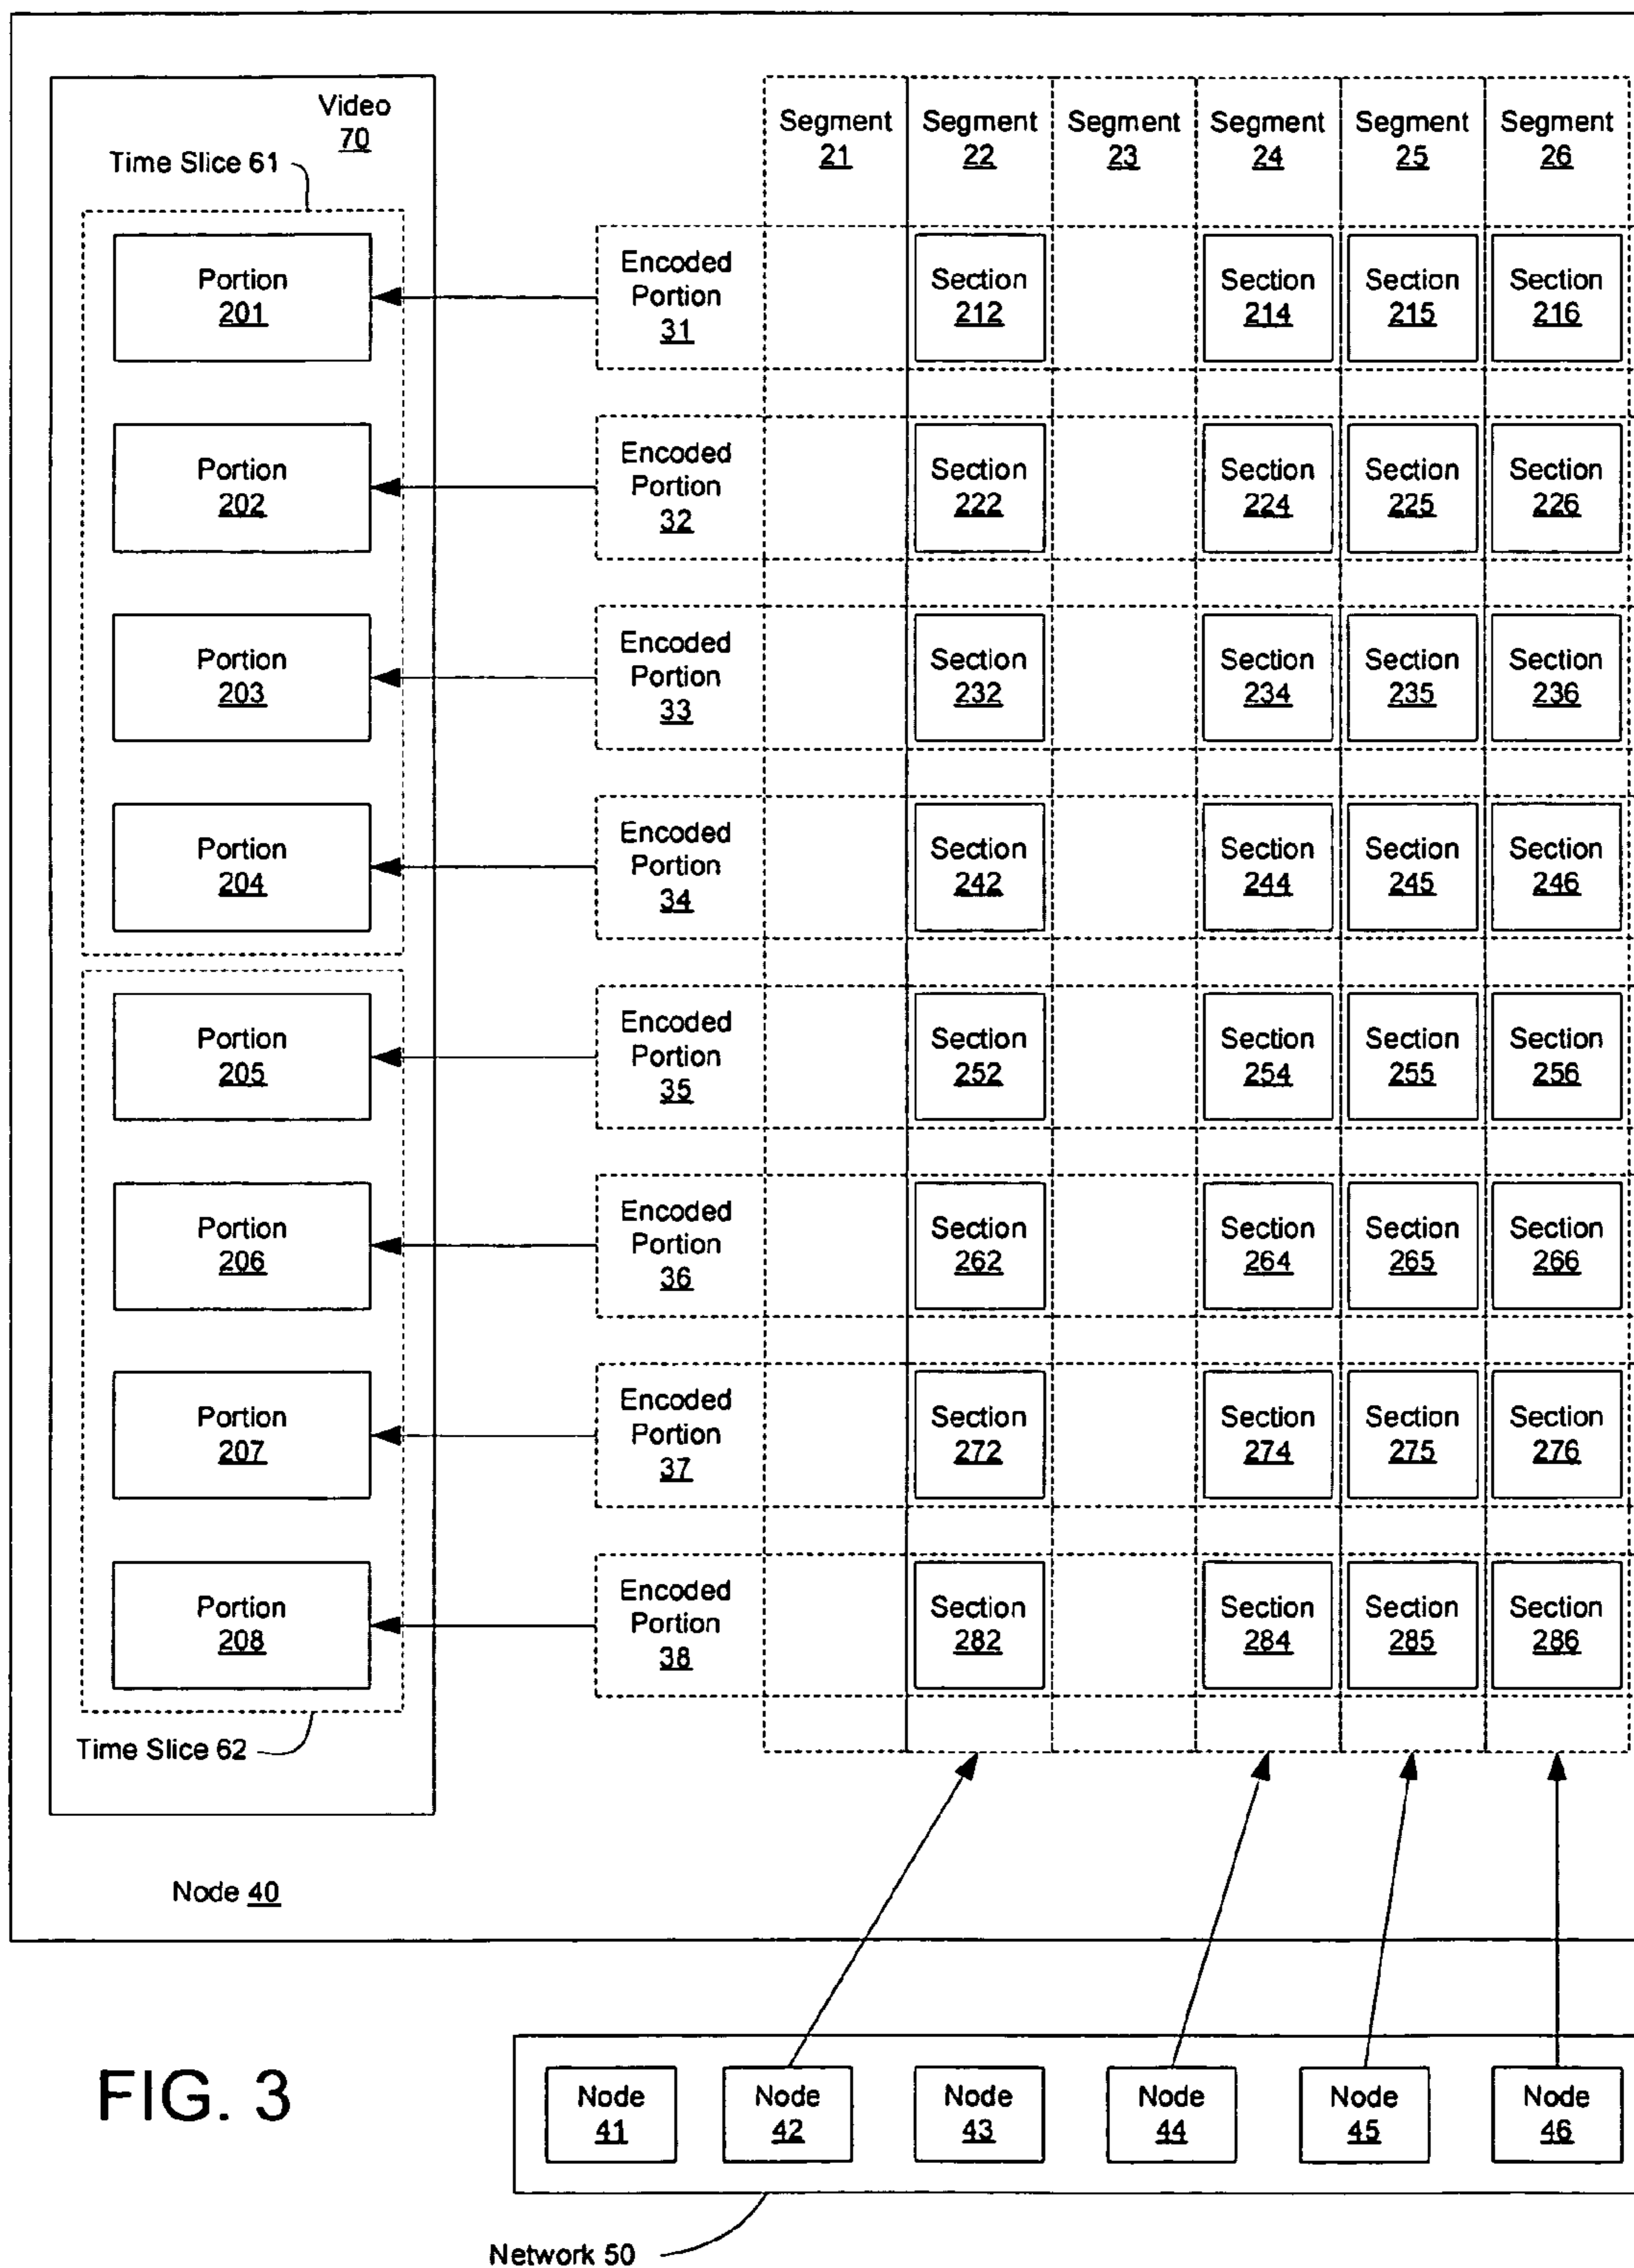 Video
70
Time Slice 61
Segment
21
Segment
22
Segment
23
Segment
24
Segment
25
Segment
26
Portion
201
Encoded
Portion
31
Section
212
Section
214
Section
215
Section
216
Portion
202
Encoded
Portion
32
Section
222
Section
224
Section
225
Section
226
Portion
203
Encoded
Portion
33
Section
232
Section
234
Section
235
Section
236
Portion
204
Encoded
Portion
34
Section
242
Section
244
Section
245
Section
246
Portion
205
Encoded
Portion
35
Section
252
Section
254
Section
255
Section
256
Portion
206
Encoded
Portion
36
Section
262
Section
264
Section
265
Section
266
Portion
207
Encoded
Portion
37
Section
272
Section
274
Section
275
Section
276
Portion
208
Encoded
Portion
38
Section
282
Section
284
Section
285
Section
286
Time Slice 62
Node 40
FIG. 3
Node
41
Node
42
Node
43
Node
44
Node
45
Node
46
Network 50